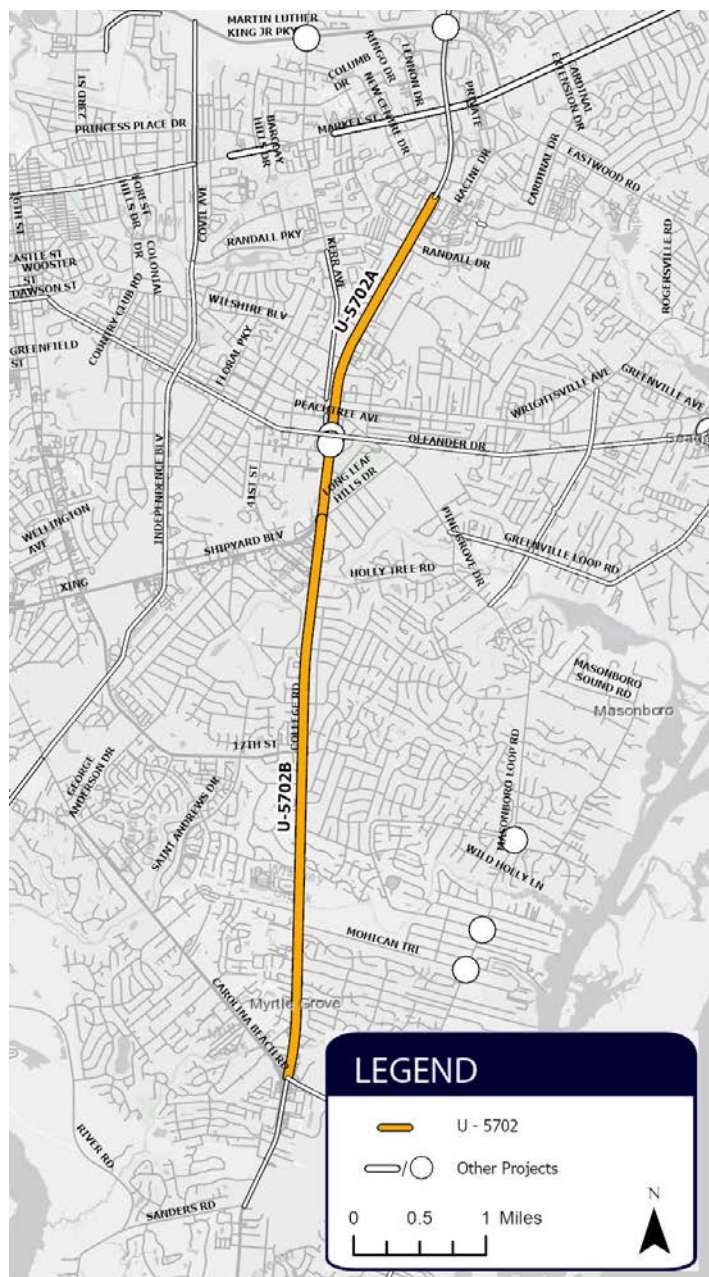 MARTIN LUTHER
KING JR PKY
23RD ST
COLUMB
DR
RINGO DR
LENNON DR
NEW CENTRE DR
PRIVATE
CARDINAL
EXTENSION DR
PRINCESS PLACE DR
BARCLAY
HILLS DR
MARKET ST
RACINE DR
CARDINAL DR
EASTWOOD RD
16TH ST
FOREST
HILLS DR
COVIL AVE
COLONIAL
DR
RANDALL PKY
KERR AVE
RANDALL DR
ROGERSVILLE RD
CASTLE ST
WOOSTER
ST
DAWSON ST
COUNTRY CLUB RD
WILSHIRE BLV
U-5702A
GREENFIELD
ST
FLORAL PKY
PEACHTREE AVE
WRIGHTSVILLE AVE
GREENVILLE AVE
OLEANDER DR
Seaga
41ST ST
LONG LEAF
HILLS DR
INDEPENDENCE BLV
WELLINGTON
AVE
SHIPYARD BLV
PINE GROVE DR
GREENVILLE LOOP RD
XING
HOLLY TREE RD
MASONBORO
SOUND RD
Masonboro
COLLEGE RD
17TH ST
GEORGE
ANDERSON DR
SAINT ANDREWS DR
U-5702B
MASONBORO LOOP RD
WILD HOLLY LN
MOHICAN TRL
CAROLINA BEACH RD
Myrtle Grove
RIVER RD
SANDERS RD
LEGEND
U - 5702
/ Other Projects
N
0 0.5 1 Miles